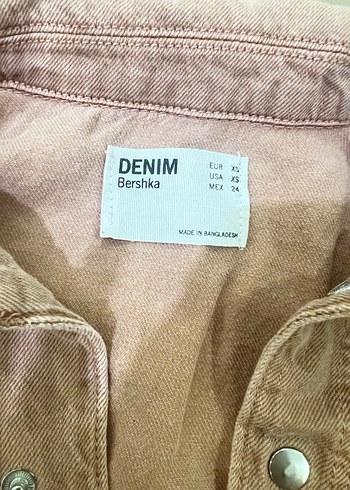 DENIM
Bershka
EUR XS
USA XS
MEX 24
MADE IN BANGLADESH